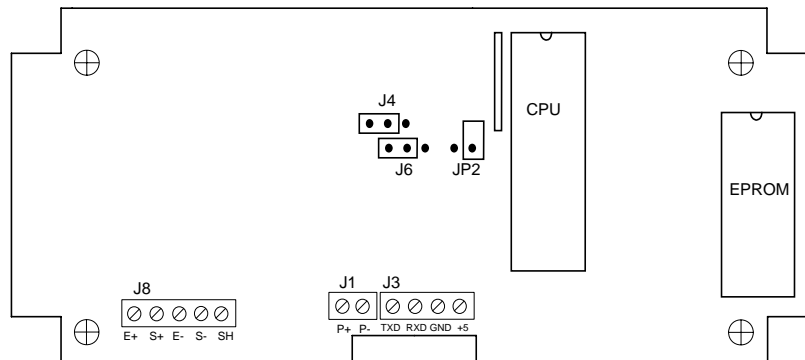 J4
CPU
J6
JP2
EPROM
J8
J1
J3
E+ S+ E- S- SH
P+ P- TXD RXD GND +5